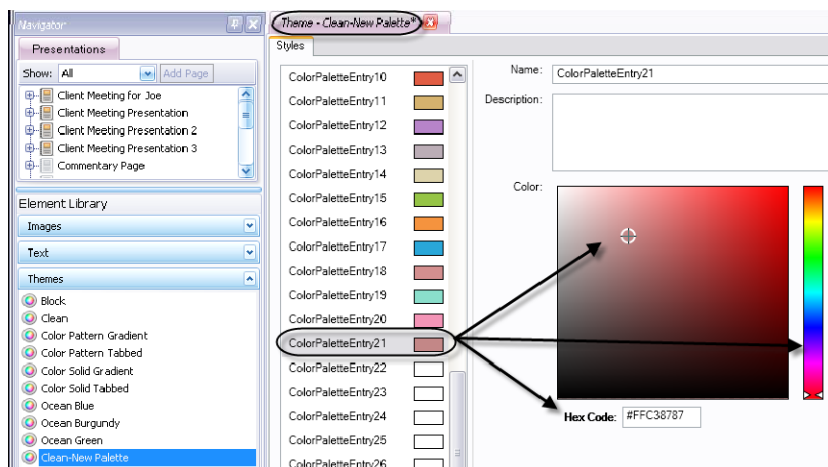 Navigator
Presentations
Show: All Add Page
Client Meeting for Joe
Client Meeting Presentation
Client Meeting Presentation 2
Client Meeting Presentation 3
Commentary Page
Element Library
Images
Text
Themes
Block
Clean
Color Pattern Gradient
Color Pattern Tabbed
Color Solid Gradient
Color Solid Tabbed
Ocean Blue
Ocean Burgundy
Ocean Green
Clean-New Palette
Theme - Clean-New Palette*
Styles
ColorPaletteEntry10
ColorPaletteEntry11
ColorPaletteEntry12
ColorPaletteEntry13
ColorPaletteEntry14
ColorPaletteEntry15
ColorPaletteEntry16
ColorPaletteEntry17
ColorPaletteEntry18
ColorPaletteEntry19
ColorPaletteEntry20
ColorPaletteEntry21
ColorPaletteEntry22
ColorPaletteEntry23
ColorPaletteEntry24
ColorPaletteEntry25
ColorPaletteEntry26
Name: ColorPaletteEntry21
Description:
Color:
Hex Code: #FFC38787